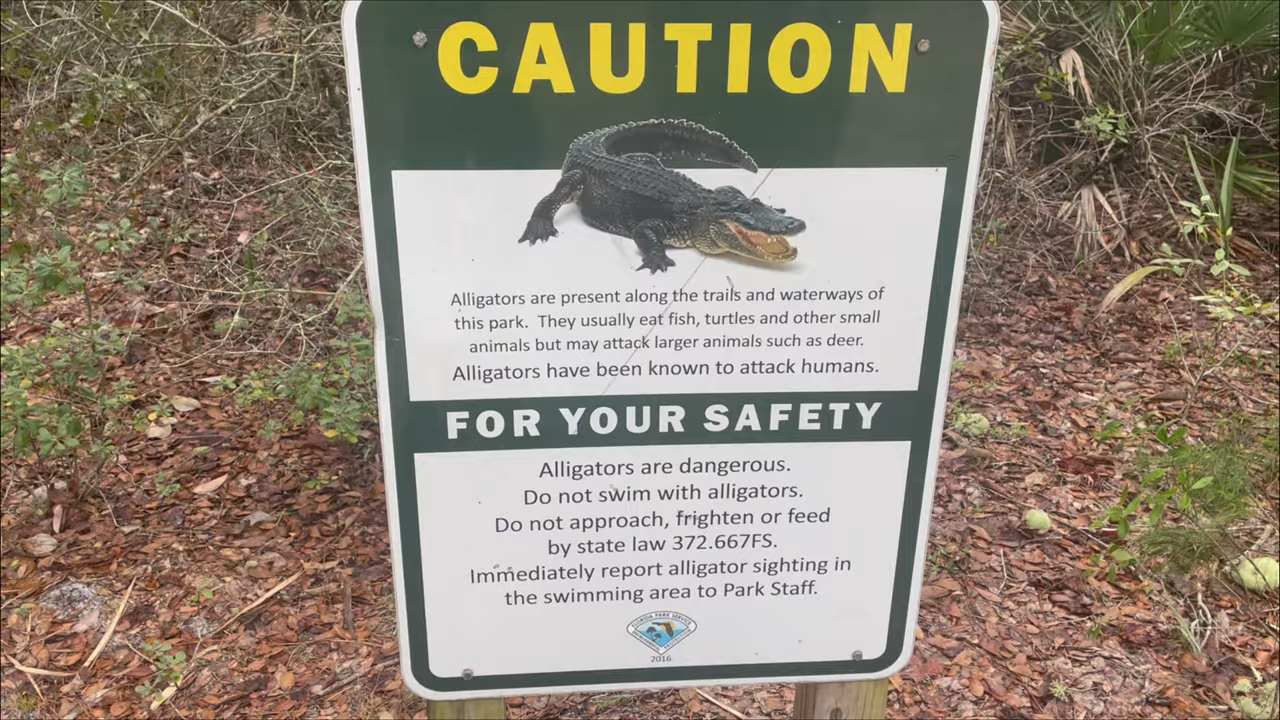 CAUTION
Alligators are present along the trails and waterways of
this park. They usually eat fish, turtles and other small
animals but may attack larger animals such as deer.
Alligators have been known to attack humans.
FOR YOUR SAFETY
Alligators are dangerous.
Do not swim with alligators.
Do not approach, frighten or feed
by state law 372.667FS.
Immediately report alligator sighting in
the swimming area to Park Staff.
FLORIDA PARK SERVICE
2016